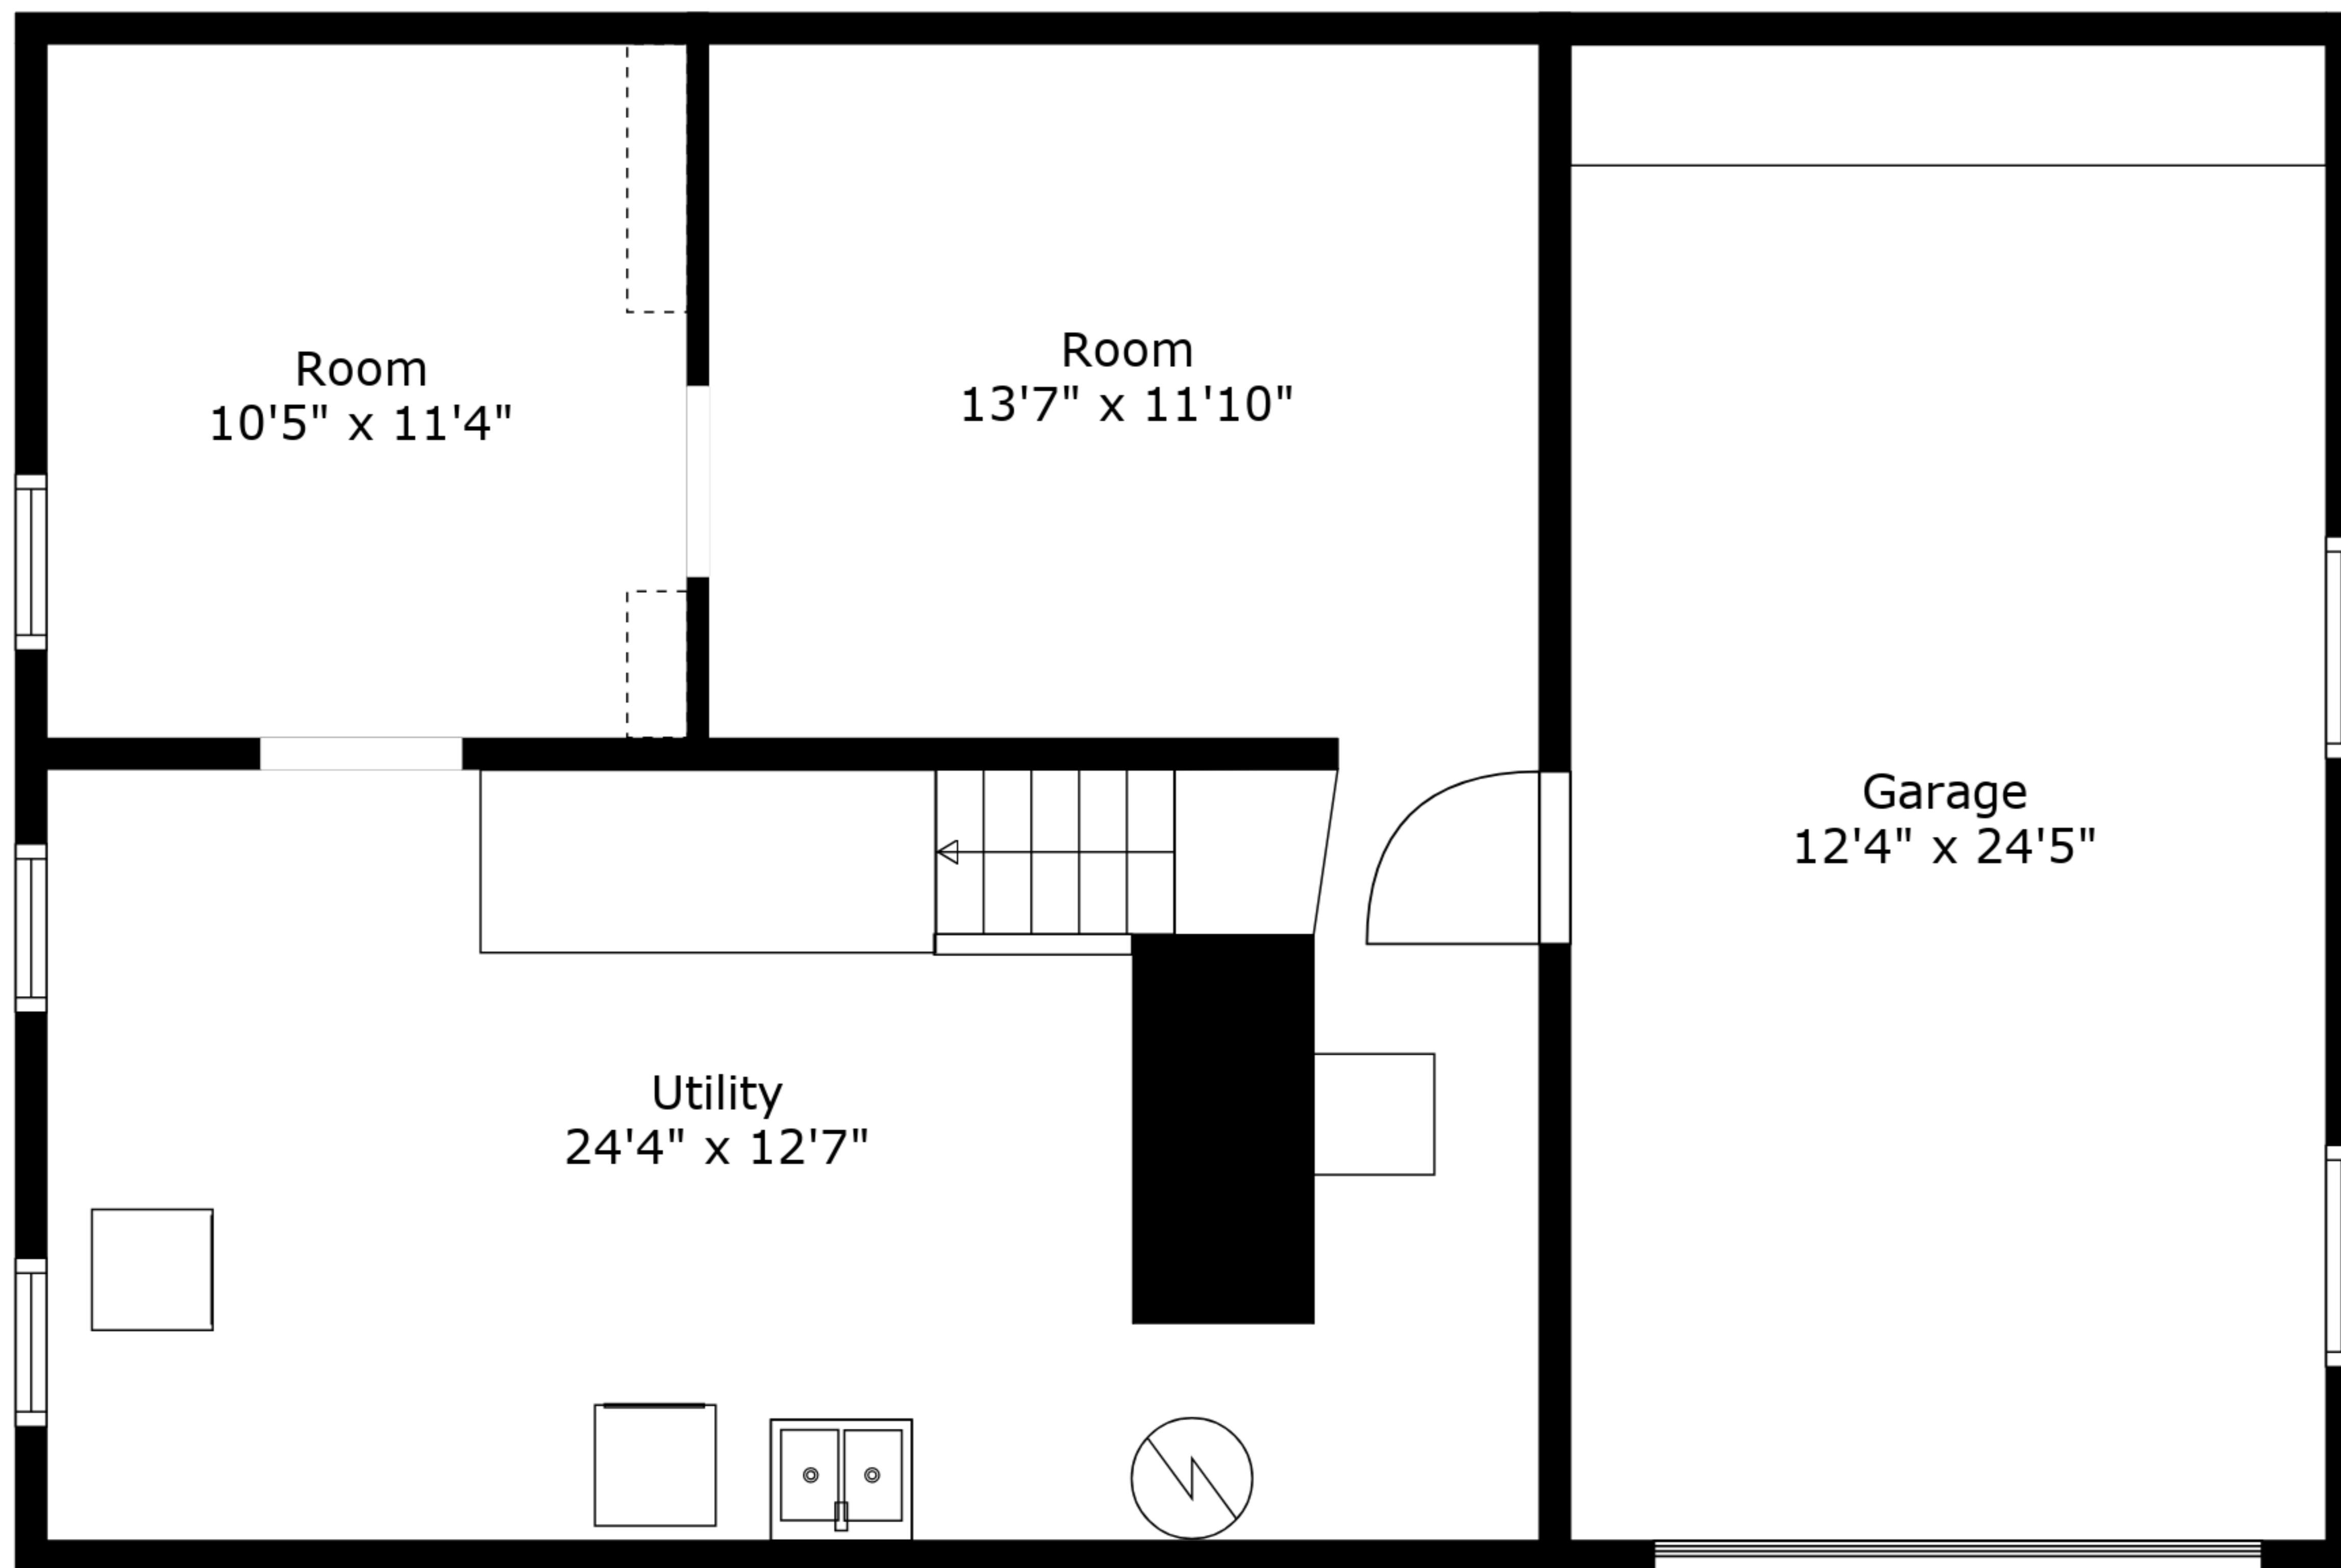 Room
10'5" x 11'4"
Room
13'7" x 11'10"
Garage
12'4" x 24'5"
Utility
24'4" x 12'7"